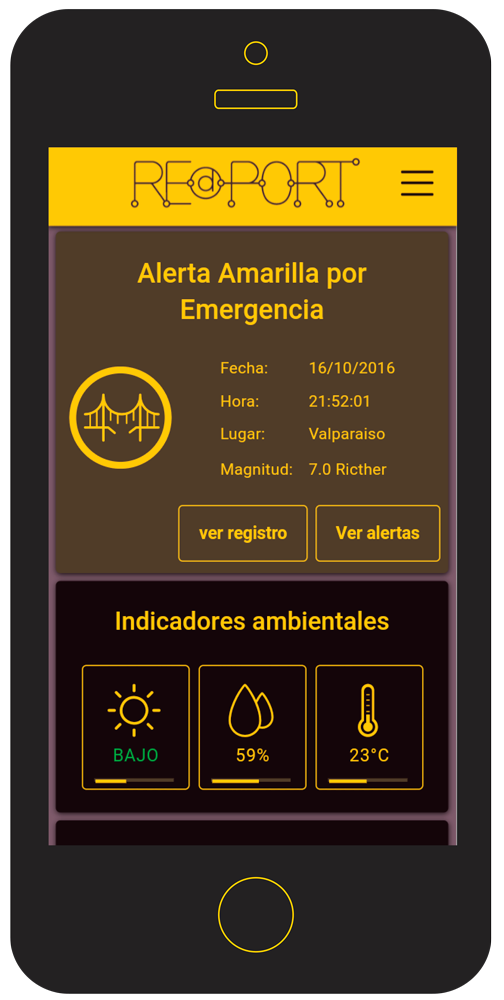 RE@PORT
Alerta Amarilla por
Emergencia
Fecha: 16/10/2016
Hora: 21:52:01
Lugar: Valparaiso
Magnitud: 7.0 Ricther
ver registro Ver alertas
Indicadores ambientales
BAJO 59% 23°C